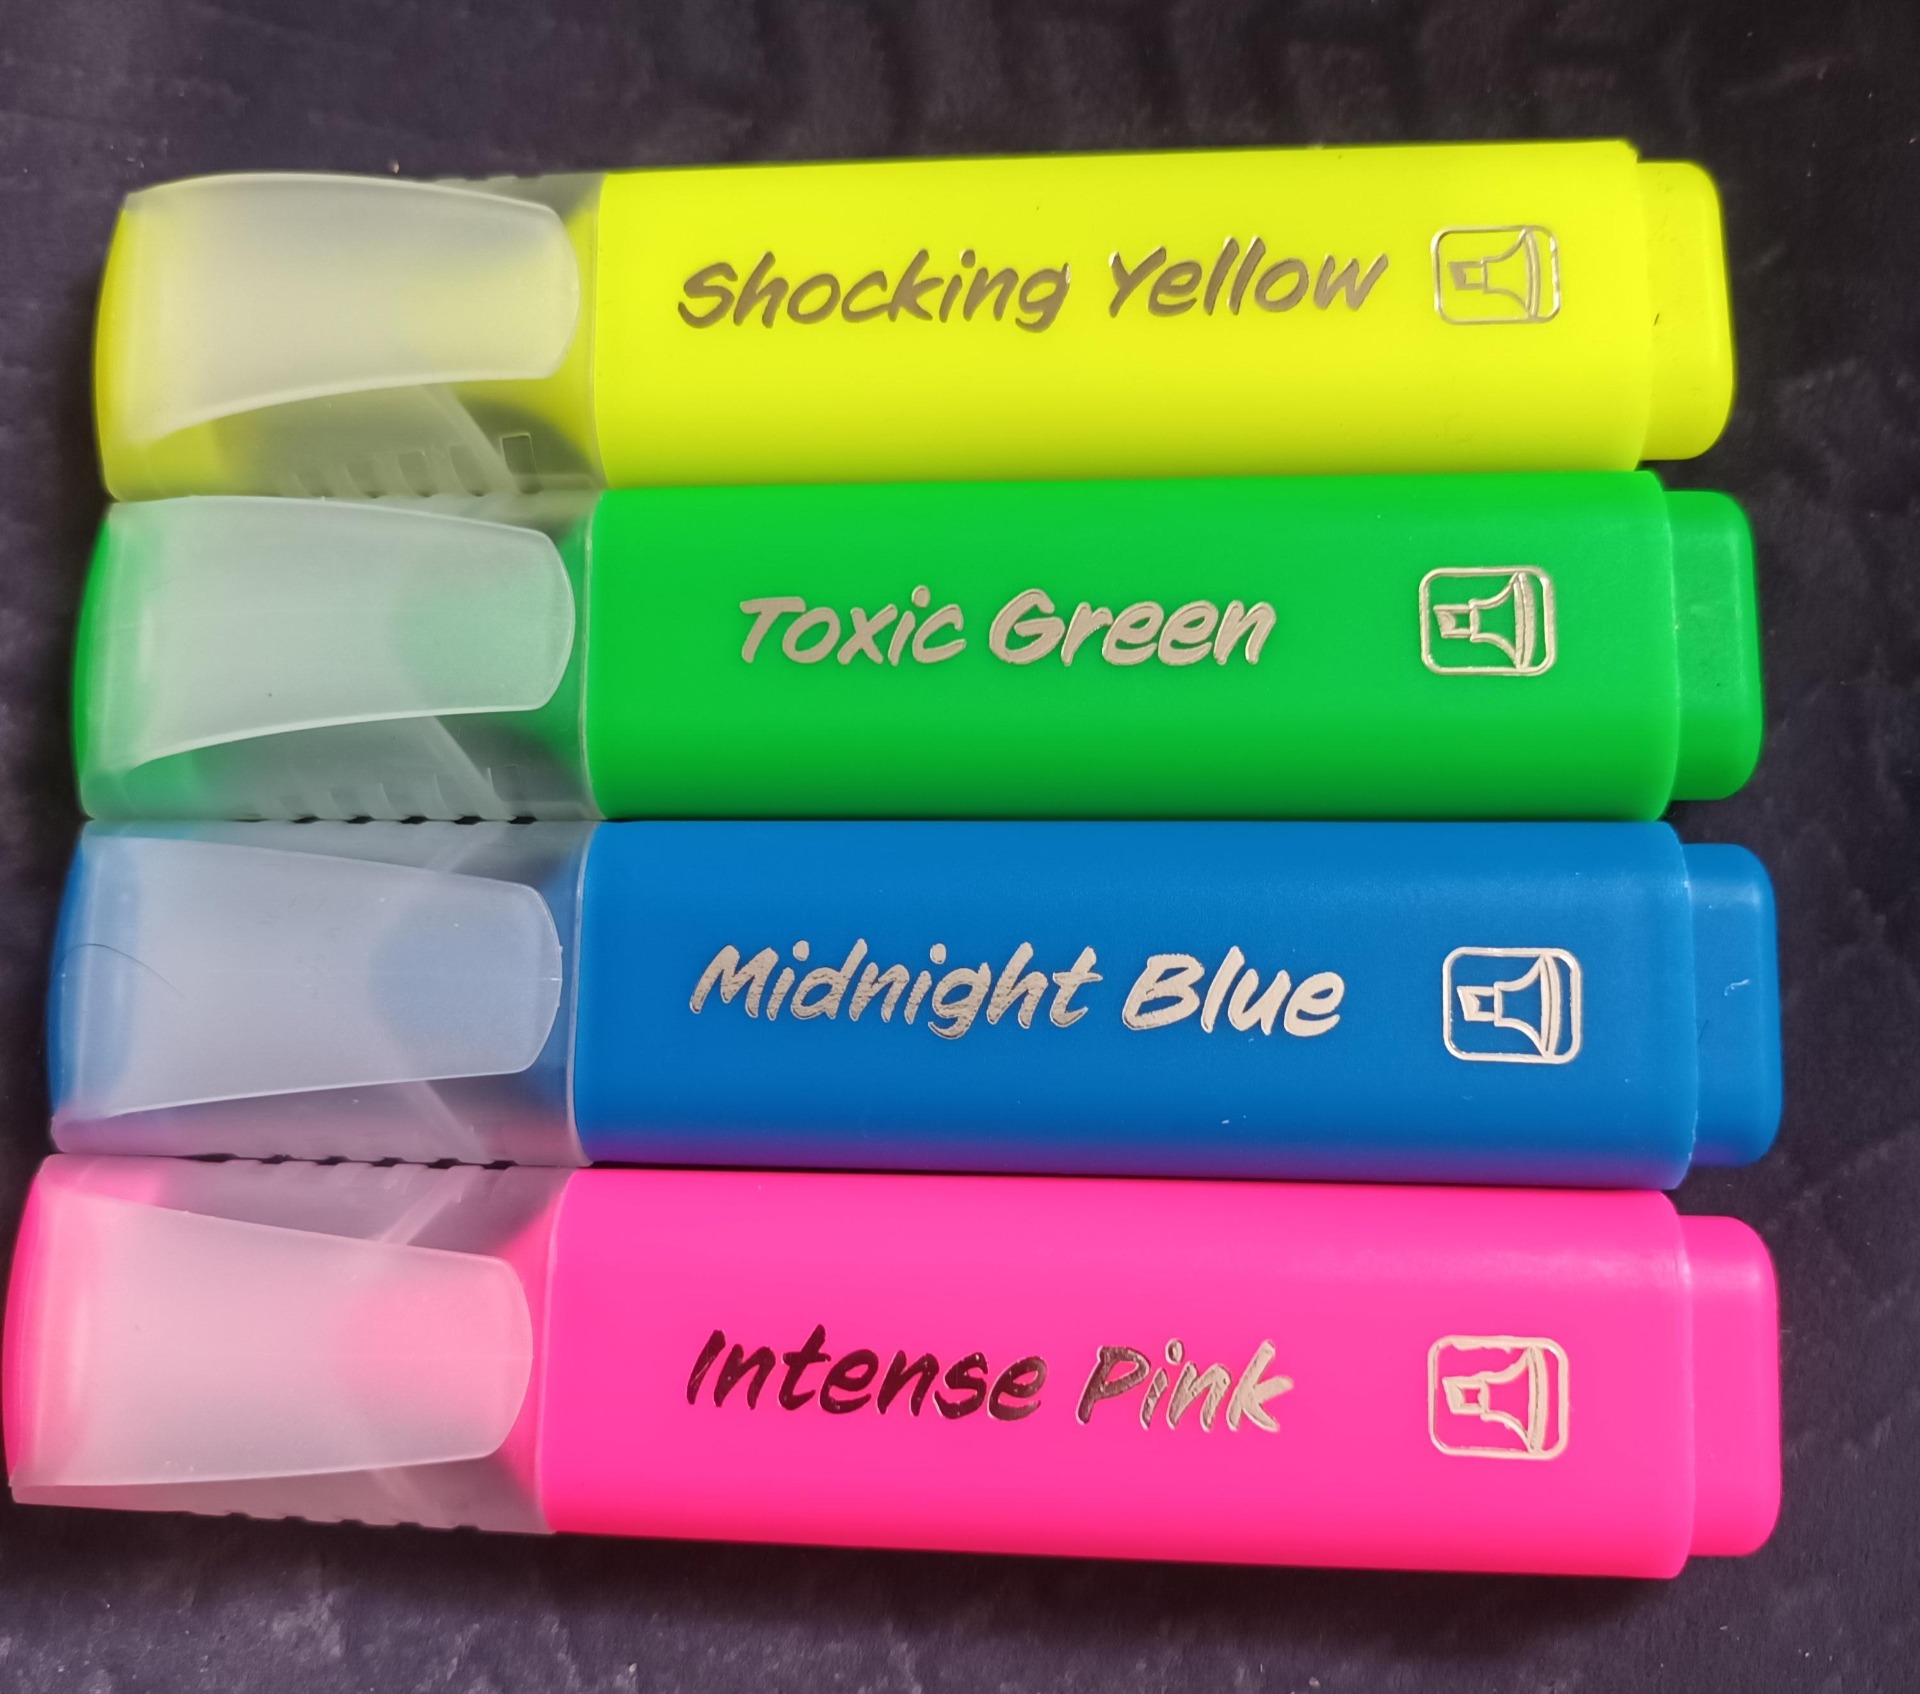 Shocking Yellow
Toxic Green
Midnight Blue
Intense Pink